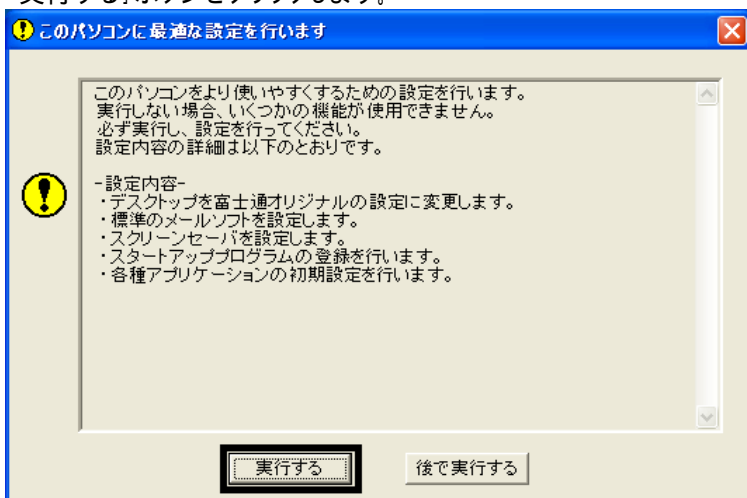 実行する」ボタンをクリックします。
このパソコンに最適な設定を行います
このパソコンをより使いやすくするための設定を行います。
実行しない場合、いくつかの機能が使用できません。
必ず実行し、設定を行ってください。
設定内容の詳細は以下のとおりです。
-設定内容-
・デスクトップを富士通オリジナルの設定に変更します。
・標準のメールソフトを設定します。
・スクリーンセーバを設定します。
・スタートアッププログラムの登録を行います。
・各種アプリケーションの初期設定を行います。
実行する
後で実行する